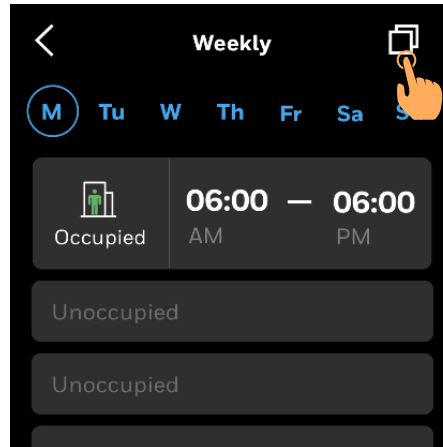 Weekly
M Tu W Th Fr Sa S
Occupied 06:00 — 06:00
AM PM
Unoccupied
Unoccupied